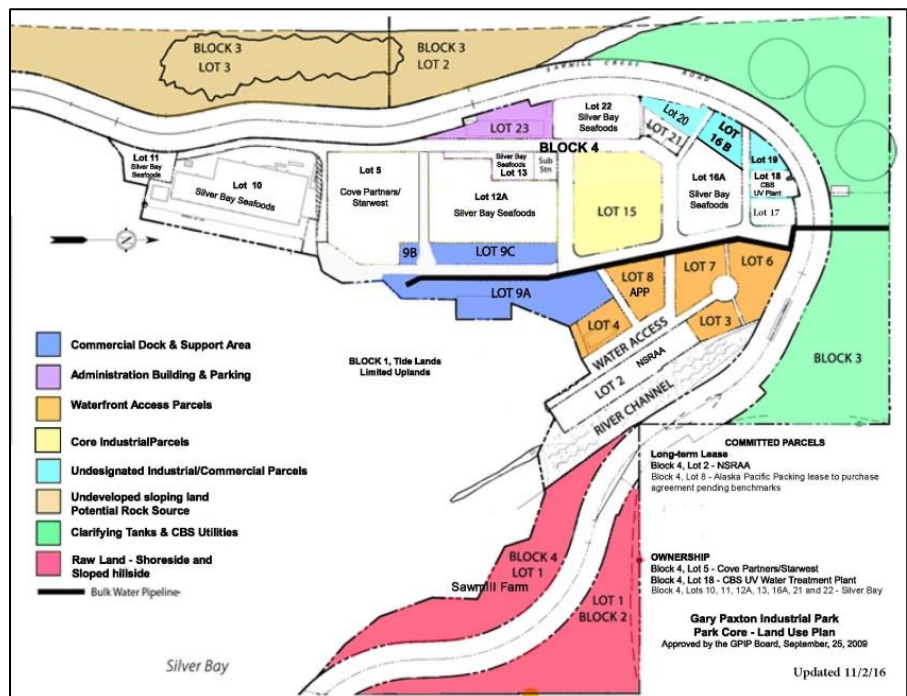 BLOCK 3
LOT 3
BLOCK 3
LOT 2
SAWMILL CREEK ROAD
LOT 23
Lot 22
Silver Bay
Seafoods
Lot 20
LOT 21
LOT
16 B
Lot 19
BLOCK 4
Lot 11
Silver Bay
Seafoods
Lot 10
Silver Bay Seafoods
Lot 5
Cove Partners/
Starwest
Silver Bay
Seafoods
Lot 13
Sub
Stn
Lot 12A
Silver Bay Seafoods
LOT 15
Lot 16A
Silver Bay
Seafoods
Lot 18
CBS
UV Plant
Lot 17
N
9B
LOT 9C
LOT 9A
LOT 8
APP
LOT 7
LOT 6
LOT 4
LOT 3
WATER ACCESS
NSRAA
LOT 2
RIVER CHANNEL
BLOCK 1, Tide Lands
Limited Uplands
BLOCK 3
Commercial Dock & Support Area
Administration Building & Parking
Waterfront Access Parcels
Core IndustrialParcels
Undesignated Industrial/Commercial Parcels
Undeveloped sloping land
Potential Rock Source
Clarifying Tanks & CBS Utilities
Raw Land - Shoreside and
Sloped hillside
Bulk Water Pipeline
COMMITTED PARCELS
Long-term Lease
Block 4, Lot 2 - NSRAA
Block 4, Lot 8 - Alaska Pacific Packing lease to purchase
agreement pending benchmarks
BLOCK 4
LOT 1
Sawmill Farm
LOT 1
BLOCK 2
OWNERSHIP
Block 4, Lot 5 - Cove Partners/Starwest
Block 4, Lot 18 - CBS UV Water Treatment Plant
Block 4, Lots 10, 11, 12A, 13, 16A, 21 and 22 - Silver Bay
Gary Paxton Industrial Park
Park Core - Land Use Plan
Approved by the GPIP Board, September, 25, 2009
Silver Bay
Updated 11/2/16